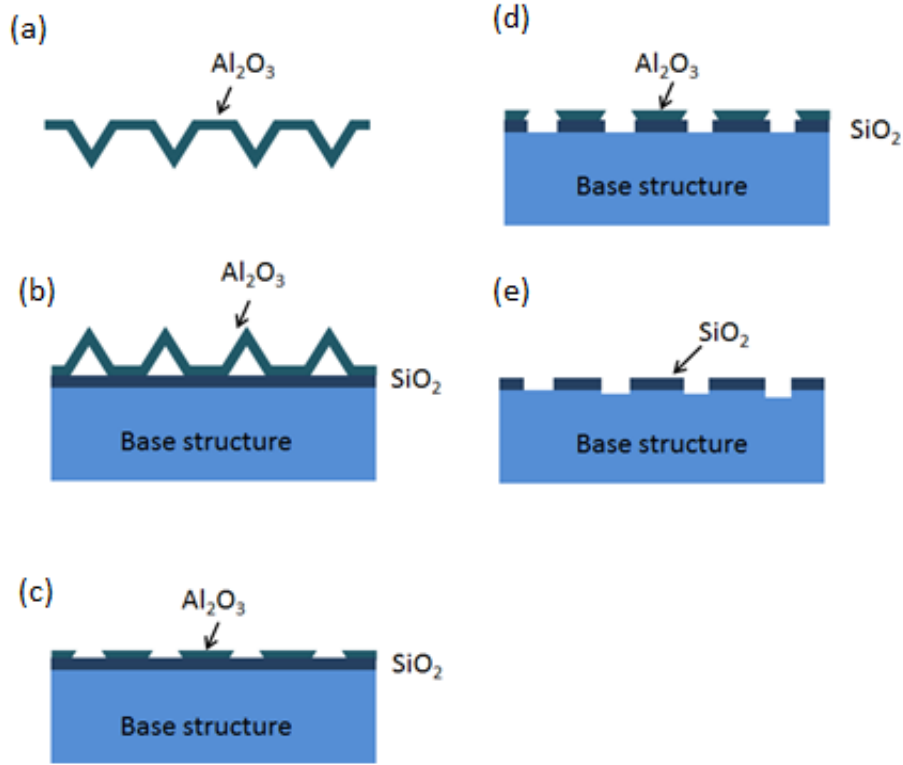 (a)
Al₂O₃
(b)
Al₂O₃
SiO₂
Base structure
(c)
Al₂O₃
SiO₂
Base structure
(d)
Al₂O₃
SiO₂
Base structure
(e)
SiO₂
Base structure